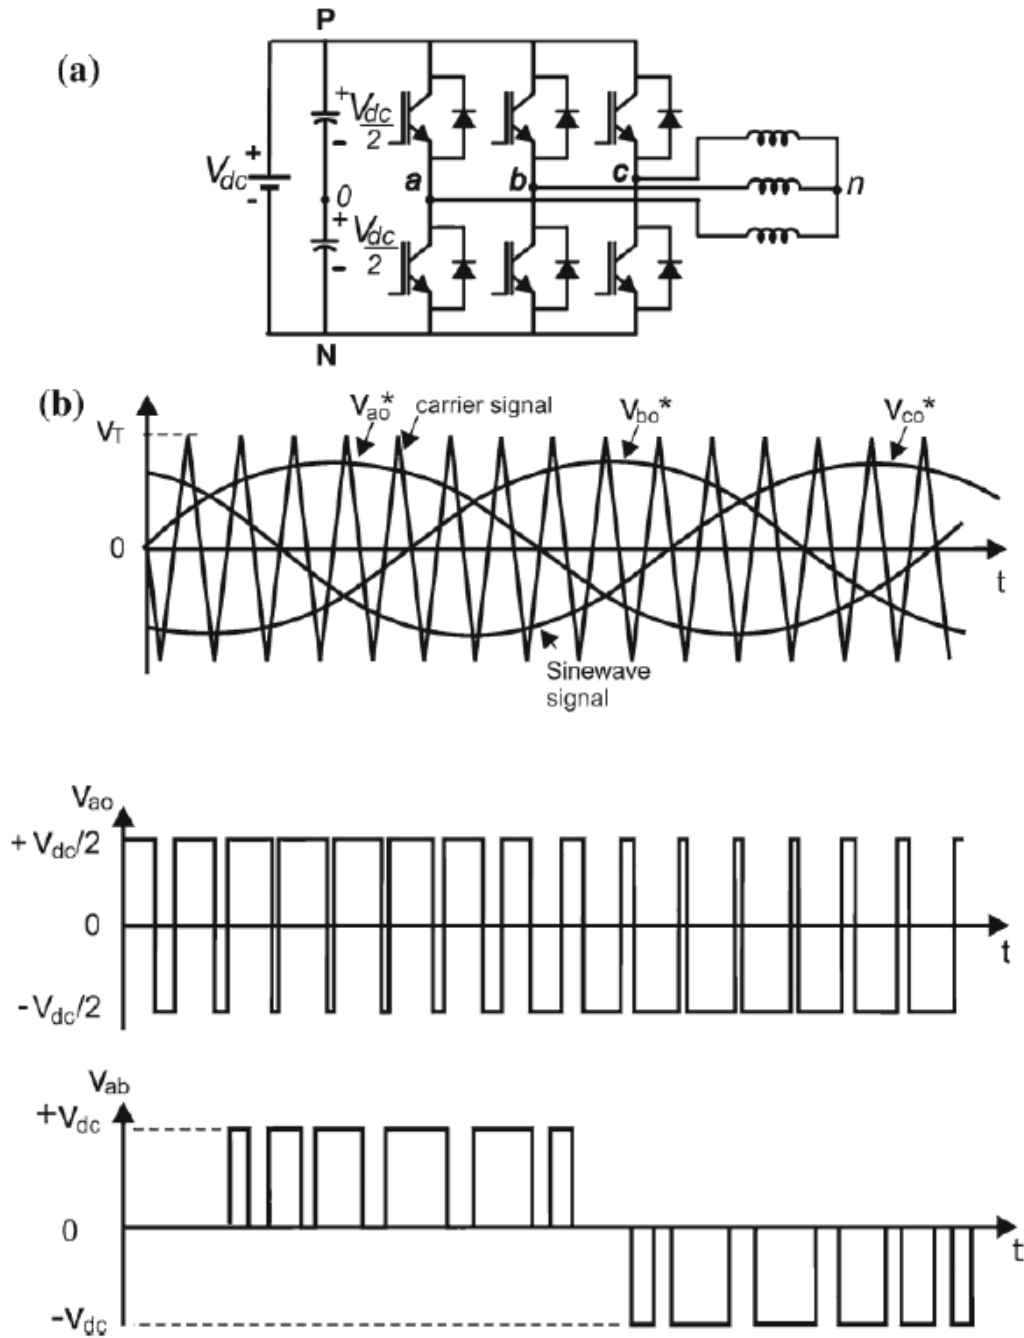 P
(a)
+ Vdc/2 -
Vdc + -
a b c
0
n
+ Vdc/2 -
N
(b)
Vao* carrier signal Vbo* Vco*
VT
0
t
Sinewave
signal
Vao
+ Vdc/2
0
t
- Vdc/2
Vab
+Vdc
0
t
-Vdc